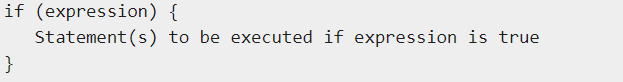 if (expression) {
   Statement(s) to be executed if expression is true
}